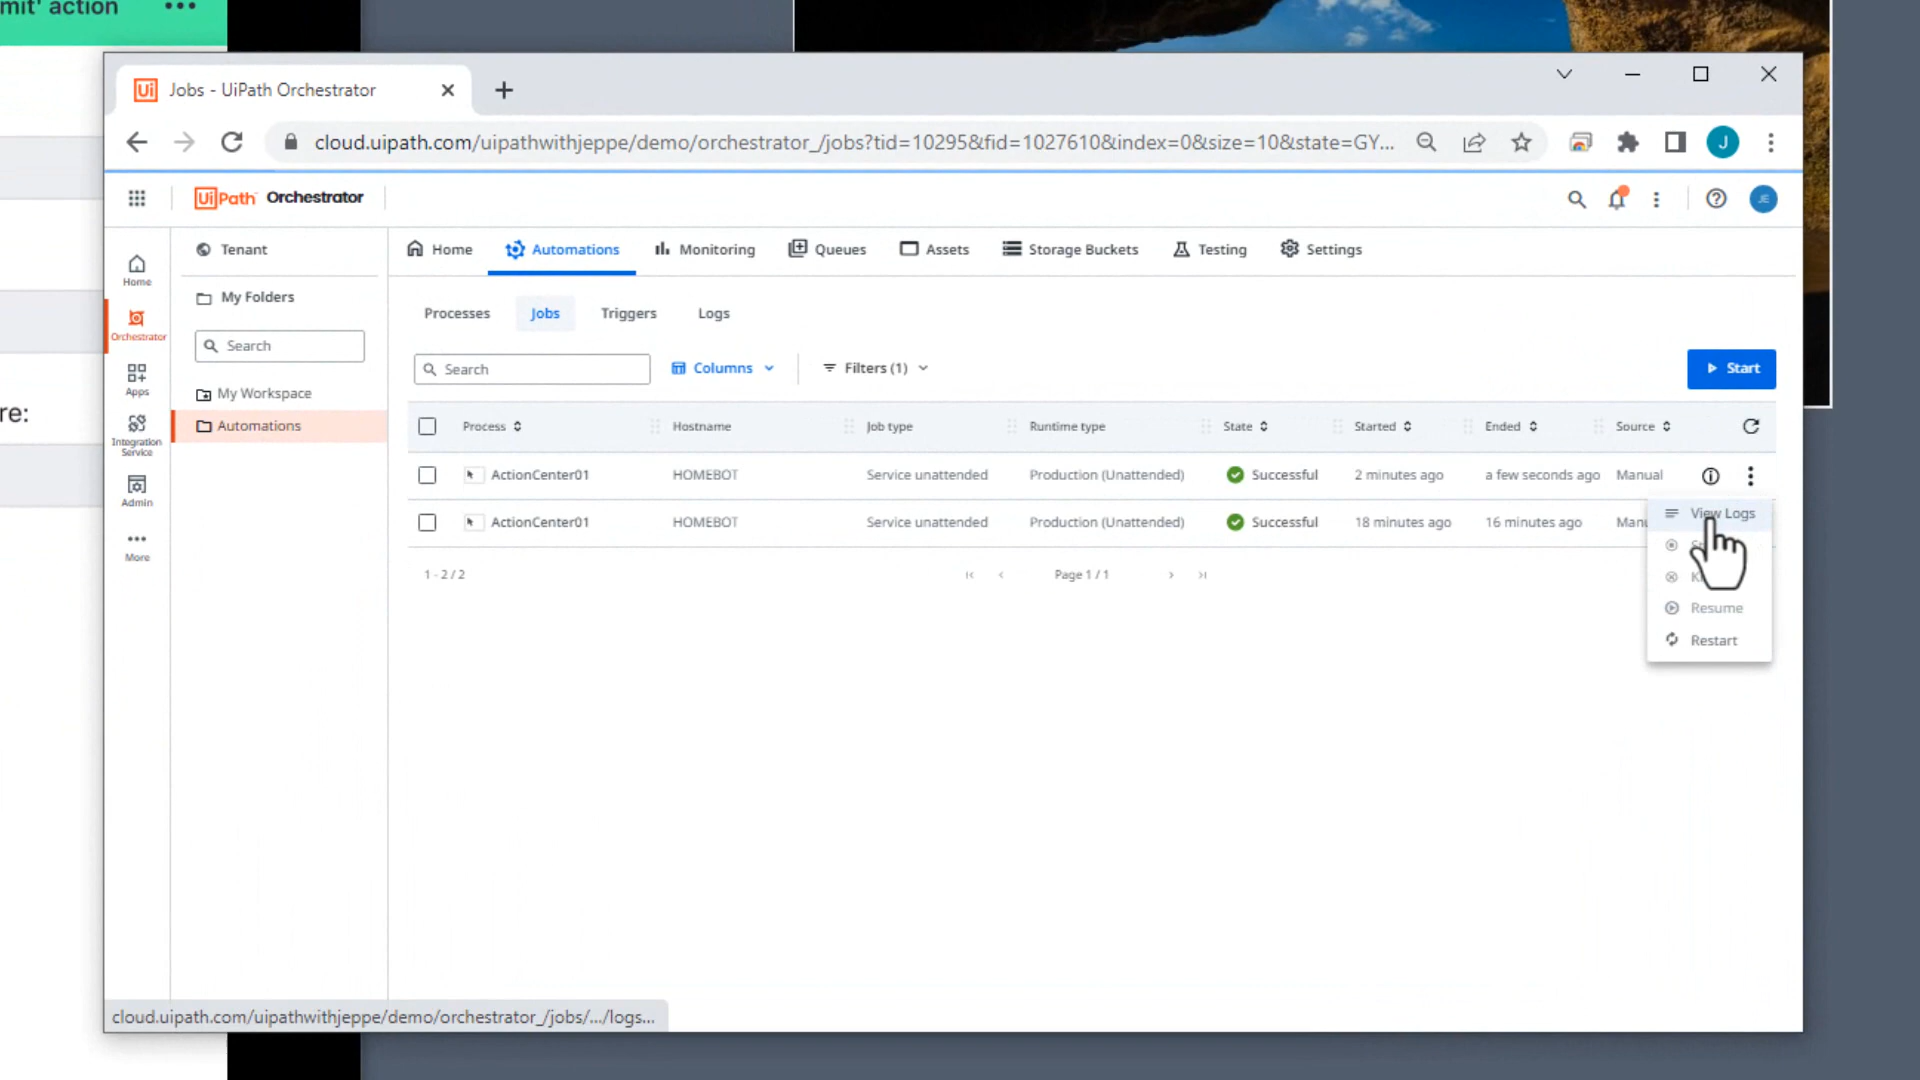 mit' action
re:
Jobs - UiPath Orchestrator
cloud.uipath.com/uipathwithjeppe/demo/orchestrator_/jobs?tid=10295&fid=1027610&index=0&size=10&state=GY...
J
UiPath Orchestrator
JE
Home
Orchestrator
Apps
Integration
Service
Admin
More
Tenant
My Folders
Search
My Workspace
Automations
Home Automations Monitoring Queues Assets Storage Buckets Testing Settings
Processes Jobs Triggers Logs
Search Columns Filters (1) Start
Process Hostname Job type Runtime type State Started Ended Source
ActionCenter01 HOMEBOT Service unattended Production (Unattended) Successful 2 minutes ago a few seconds ago Manual
ActionCenter01 HOMEBOT Service unattended Production (Unattended) Successful 18 minutes ago 16 minutes ago Manu
View Logs
Resume
Restart
1 - 2 / 2 Page 1 / 1
cloud.uipath.com/uipathwithjeppe/demo/orchestrator_/jobs/.../logs...